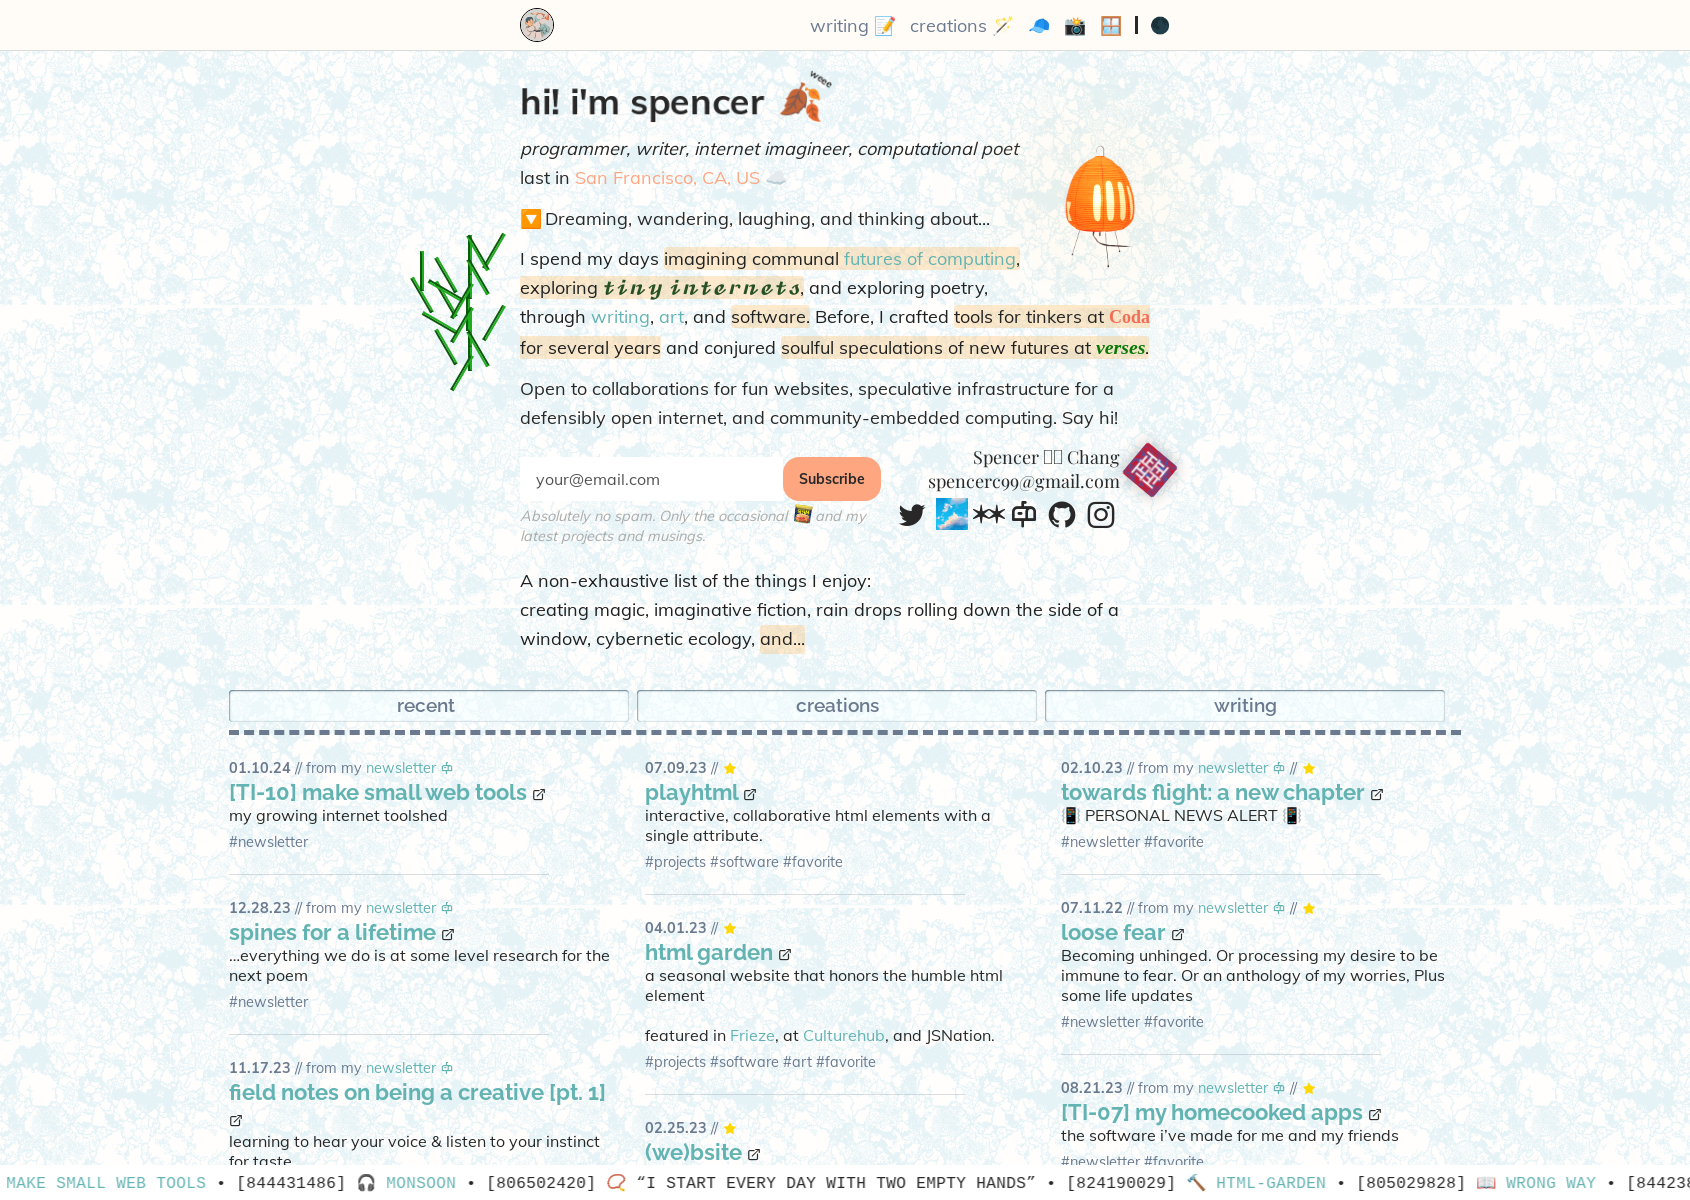 writing 📝 creations 🪄 🧢 📸 🪟 | 🌑
weee
hi! i'm spencer 🍂
programmer, writer, internet imagineer, computational poet
last in San Francisco, CA, US ☁️
🔽 Dreaming, wandering, laughing, and thinking about...
I spend my days imagining communal futures of computing,
exploring tiny internets, and exploring poetry,
through writing, art, and software. Before, I crafted tools for tinkers at Coda
for several years and conjured soulful speculations of new futures at verses.
Open to collaborations for fun websites, speculative infrastructure for a
defensibly open internet, and community-embedded computing. Say hi!
your@email.com
Subscribe
Absolutely no spam. Only the occasional and my
latest projects and musings.
Spencer Chang
spencerc99@gmail.com
A non-exhaustive list of the things I enjoy:
creating magic, imaginative fiction, rain drops rolling down the side of a
window, cybernetic ecology, and...
recent
creations
writing
01.10.24 // from my newsletter
[TI-10] make small web tools
my growing internet toolshed
#newsletter
12.28.23 // from my newsletter
spines for a lifetime
...everything we do is at some level research for the
next poem
#newsletter
11.17.23 // from my newsletter
field notes on being a creative [pt. 1]
learning to hear your voice & listen to your instinct
for taste
07.09.23 // ⭐
playhtml
interactive, collaborative html elements with a
single attribute.
#projects #software #favorite
04.01.23 // ⭐
html garden
a seasonal website that honors the humble html
element
featured in Frieze, at Culturehub, and JSNation.
#projects #software #art #favorite
02.25.23 // ⭐
(we)bsite
02.10.23 // from my newsletter // ⭐
towards flight: a new chapter
📳 PERSONAL NEWS ALERT 📳
#newsletter #favorite
07.11.22 // from my newsletter // ⭐
loose fear
Becoming unhinged. Or processing my desire to be
immune to fear. Or an anthology of my worries, Plus
some life updates
#newsletter #favorite
08.21.23 // from my newsletter // ⭐
[TI-07] my homecooked apps
the software i've made for me and my friends
#newsletter #favorite
MAKE SMALL WEB TOOLS • [844431486] 🎧 MONSOON • [806502420] 📿 “I START EVERY DAY WITH TWO EMPTY HANDS” • [824190029] 🔨 HTML-GARDEN • [805029828] 📖 WRONG WAY • [844238